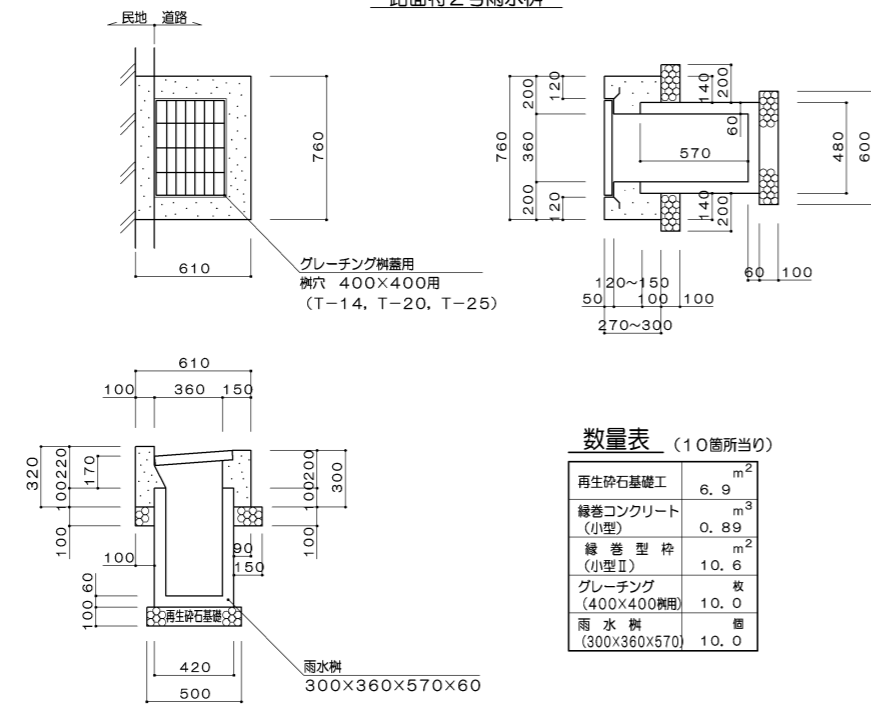 民地 道路
610
760
グレーチング桝蓋用
桝穴 400×400用
(T-14, T-20, T-25)
760
200
360
200
120
120
140
200
60
570
480
600
140
200
120~150
50
100
100
270~300
60
100
610
100
360
150
320
100
220
170
100
100
200
300
100
100
90
150
60
100
再生砕石基礎
420
500
雨水桝
300×360×570×60
数量表 (10箇所当り)
再生砕石基礎工 m2
6. 9
縁巻コンクリート m3
(小型) 0. 89
縁巻型枠 m2
(小型Ⅱ) 10. 6
グレーチング 枚
(400×400桝用) 10. 0
雨水桝 個
(300×360×570) 10. 0